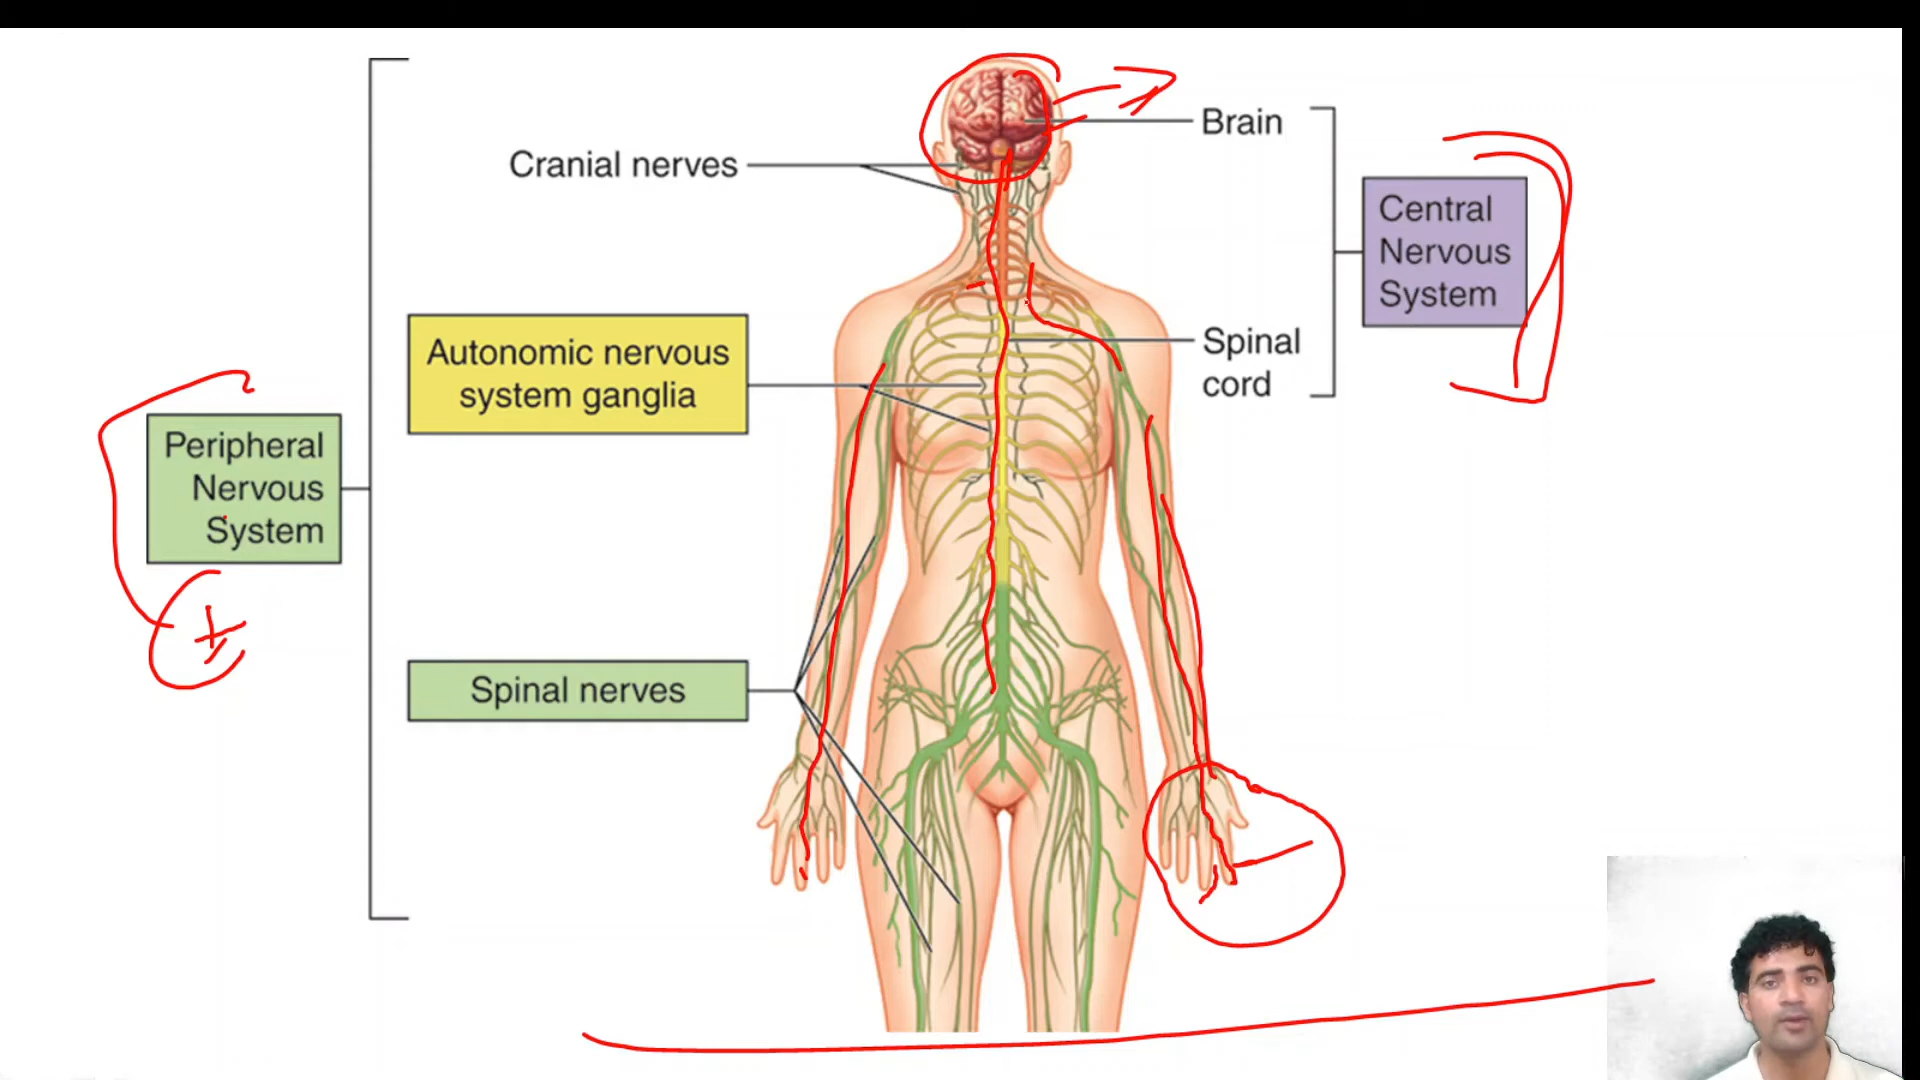 Brain
Cranial nerves
Central
Nervous
System
Autonomic nervous
system ganglia
Spinal
cord
Peripheral
Nervous
System
Spinal nerves